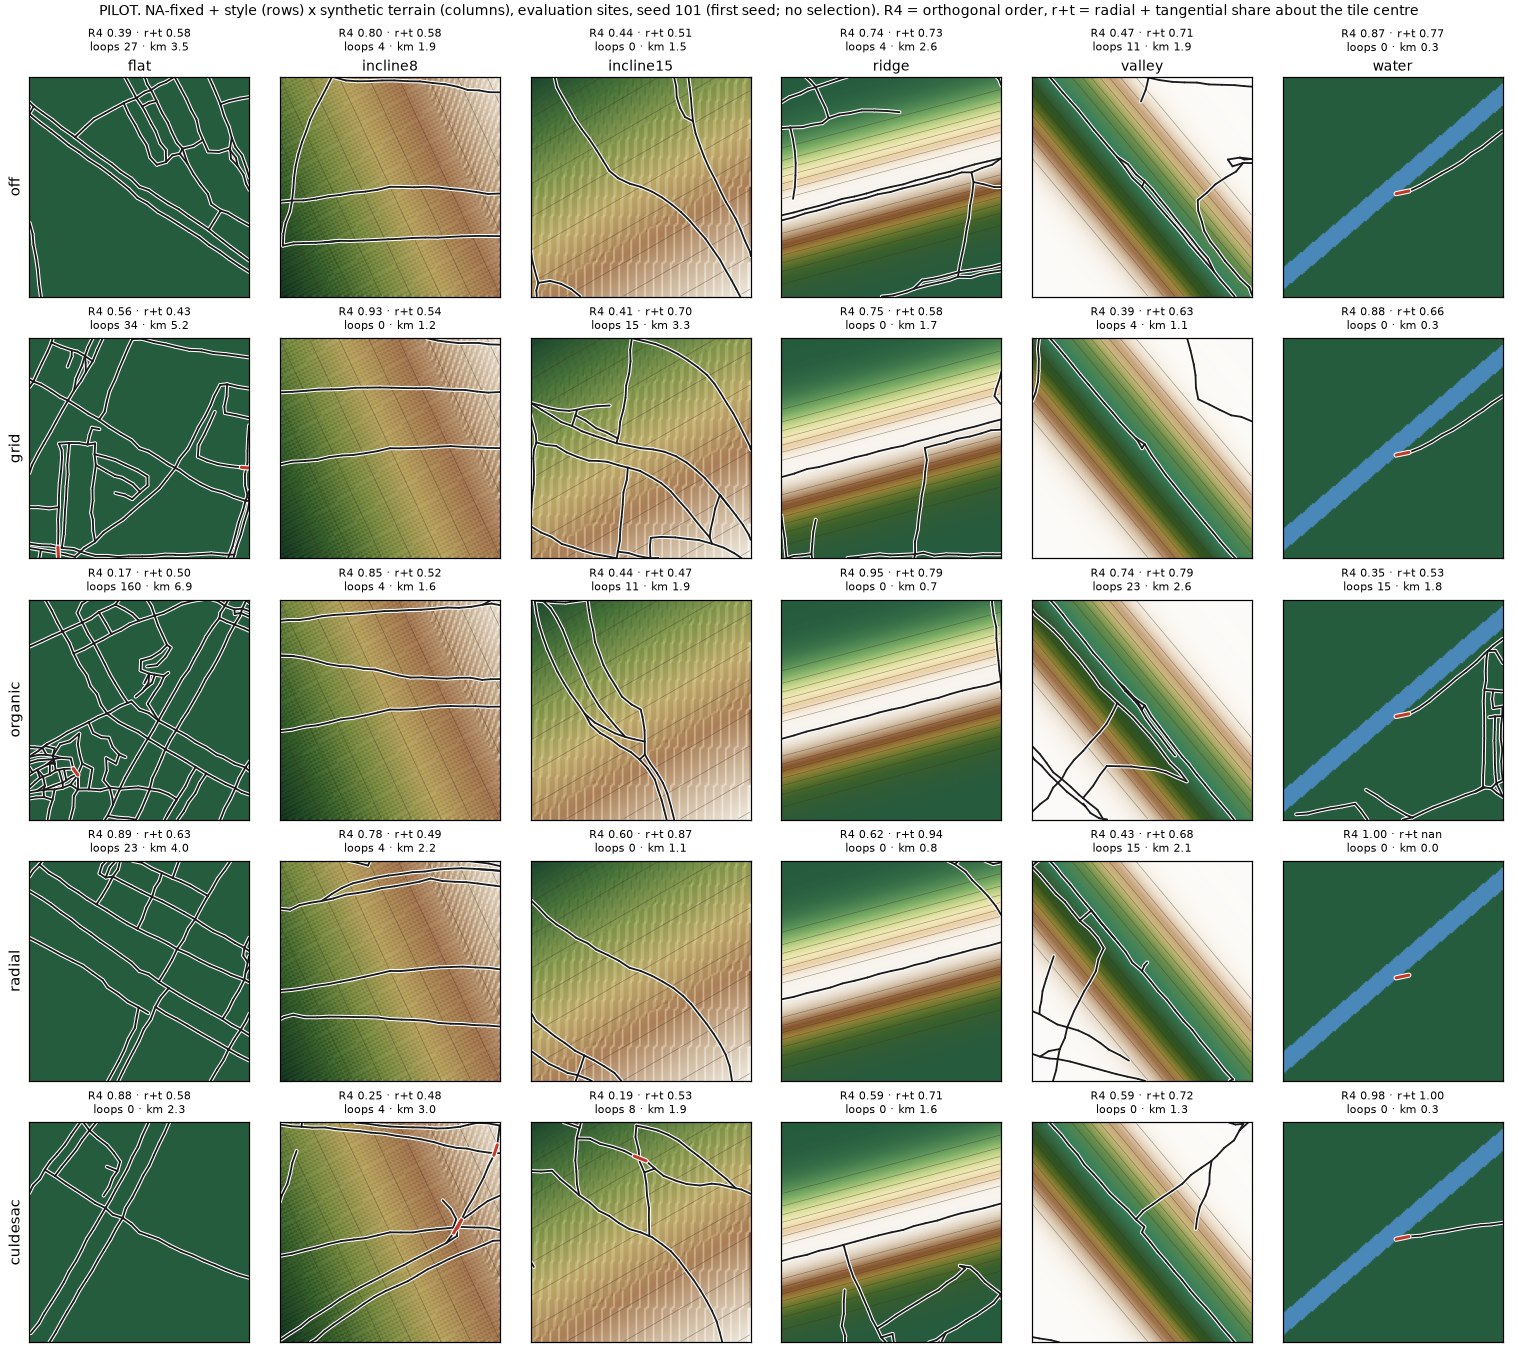 PILOT. NA-fixed + style (rows) x synthetic terrain (columns), evaluation sites, seed 101 (first seed; no selection). R4 = orthogonal order, r+t = radial + tangential share about the tile centre
R4 0.39 · r+t 0.58
loops 27 · km 3.5
flat
R4 0.80 · r+t 0.58
loops 4 · km 1.9
incline8
R4 0.44 · r+t 0.51
loops 0 · km 1.5
incline15
R4 0.74 · r+t 0.73
loops 4 · km 2.6
ridge
R4 0.47 · r+t 0.71
loops 11 · km 1.9
valley
R4 0.87 · r+t 0.77
loops 0 · km 0.3
water
off
R4 0.56 · r+t 0.43
loops 34 · km 5.2
R4 0.93 · r+t 0.54
loops 0 · km 1.2
R4 0.41 · r+t 0.70
loops 15 · km 3.3
R4 0.75 · r+t 0.58
loops 0 · km 1.7
R4 0.39 · r+t 0.63
loops 4 · km 1.1
R4 0.88 · r+t 0.66
loops 0 · km 0.3
grid
R4 0.17 · r+t 0.50
loops 160 · km 6.9
R4 0.85 · r+t 0.52
loops 4 · km 1.6
R4 0.44 · r+t 0.47
loops 11 · km 1.9
R4 0.95 · r+t 0.79
loops 0 · km 0.7
R4 0.74 · r+t 0.79
loops 23 · km 2.6
R4 0.35 · r+t 0.53
loops 15 · km 1.8
organic
R4 0.89 · r+t 0.63
loops 23 · km 4.0
R4 0.78 · r+t 0.49
loops 4 · km 2.2
R4 0.60 · r+t 0.87
loops 0 · km 1.1
R4 0.62 · r+t 0.94
loops 0 · km 0.8
R4 0.43 · r+t 0.68
loops 15 · km 2.1
R4 1.00 · r+t nan
loops 0 · km 0.0
radial
R4 0.88 · r+t 0.58
loops 0 · km 2.3
R4 0.25 · r+t 0.48
loops 4 · km 3.0
R4 0.19 · r+t 0.53
loops 8 · km 1.9
R4 0.59 · r+t 0.71
loops 0 · km 1.6
R4 0.59 · r+t 0.72
loops 0 · km 1.3
R4 0.98 · r+t 1.00
loops 0 · km 0.3
culdesac